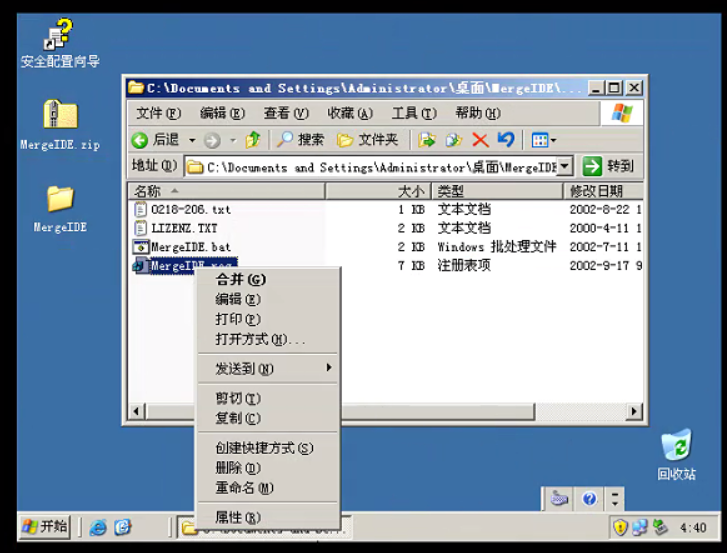 安全配置向导
MergeIDE.zip
MergeIDE
C:\Documents and Settings\Administrator\桌面\MergeIDE\...
文件(F) 编辑(E) 查看(V) 收藏(A) 工具(T) 帮助(H)
后退 搜索 文件夹
地址(D) C:\Documents and Settings\Administrator\桌面\MergeIDE 转到
名称 大小 类型 修改日期
0218-206.txt 1 KB 文本文档 2002-8-22 1
LIZENZ.TXT 2 KB 文本文档 2000-4-11 1
MergeIDE.bat 2 KB Windows 批处理文件 2002-7-11 1
MergeIDE.reg 7 KB 注册表项 2002-9-17 9
合并(G)
编辑(E)
打印(P)
打开方式(H)...
发送到(N)
剪切(T)
复制(C)
创建快捷方式(S)
删除(D)
重命名(M)
属性(R)
回收站
开始 4:40